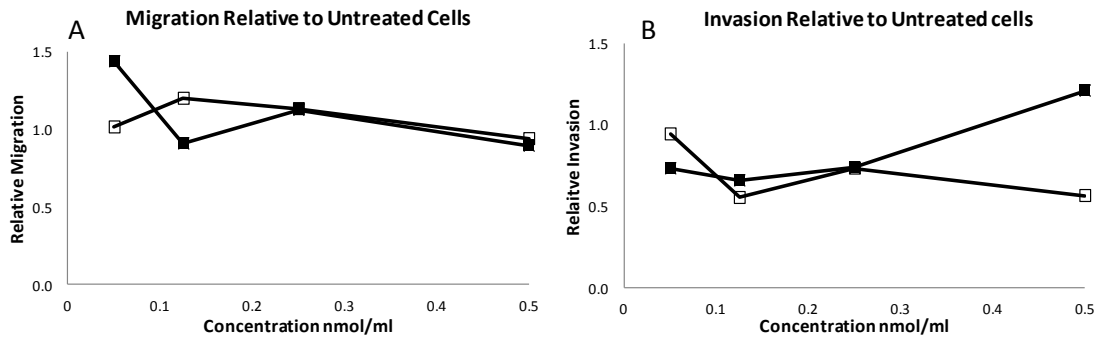 A
Migration Relative to Untreated Cells
1.5
1.0
0.5
0.0
Relative Migration
0 0.1 0.2 0.3 0.4 0.5
Concentration nmol/ml
B
Invasion Relative to Untreated cells
1.5
1.0
0.5
0.0
Relaitve Invasion
0 0.1 0.2 0.3 0.4 0.5
Concentration nmol/ml